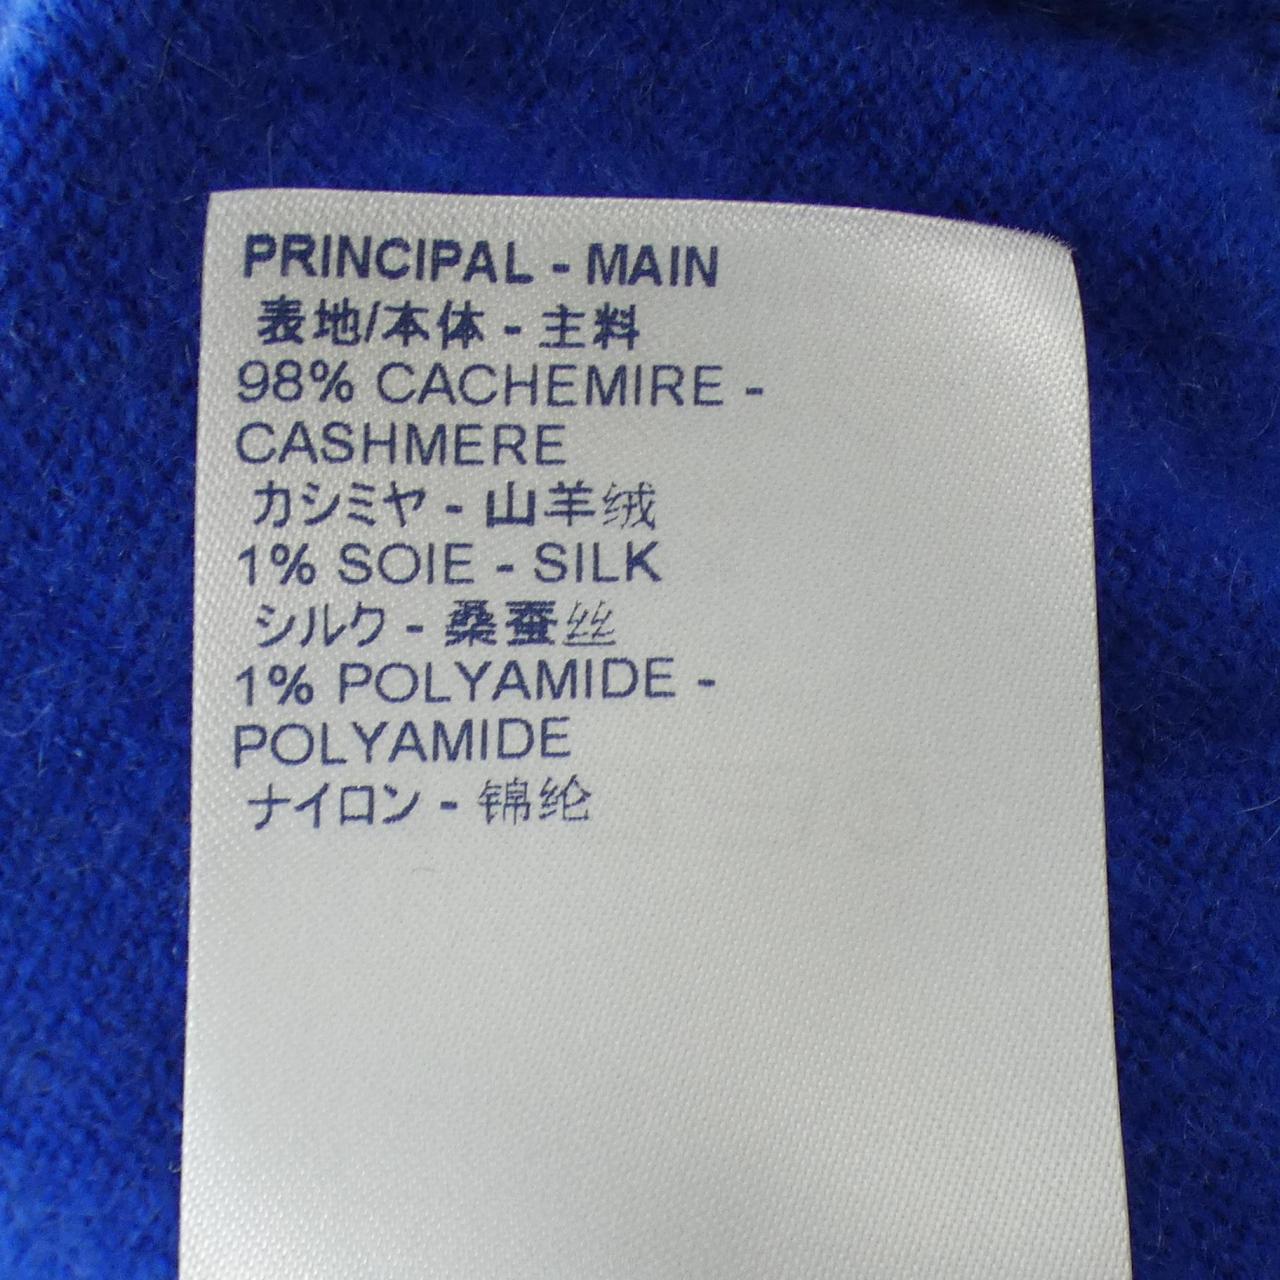 PRINCIPAL - MAIN
表地/本体 - 主料
98% CACHEMIRE -
CASHMERE
カシミヤ - 山羊绒
1% SOIE - SILK
シルク - 桑蚕丝
1% POLYAMIDE -
POLYAMIDE
ナイロン - 锦纶